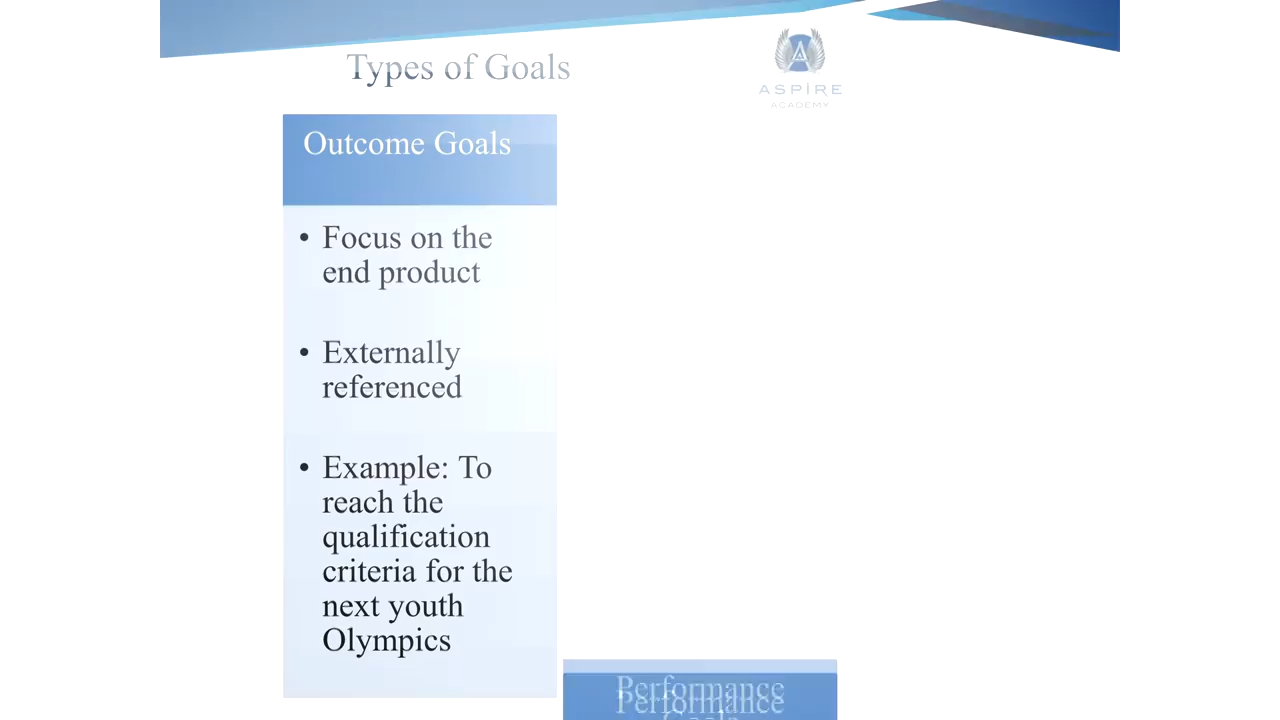 Types of Goals
ASPIRE
ACADEMY
Outcome Goals
• Focus on the
end product
• Externally
referenced
• Example: To
reach the
qualification
criteria for the
next youth
Olympics
Performance